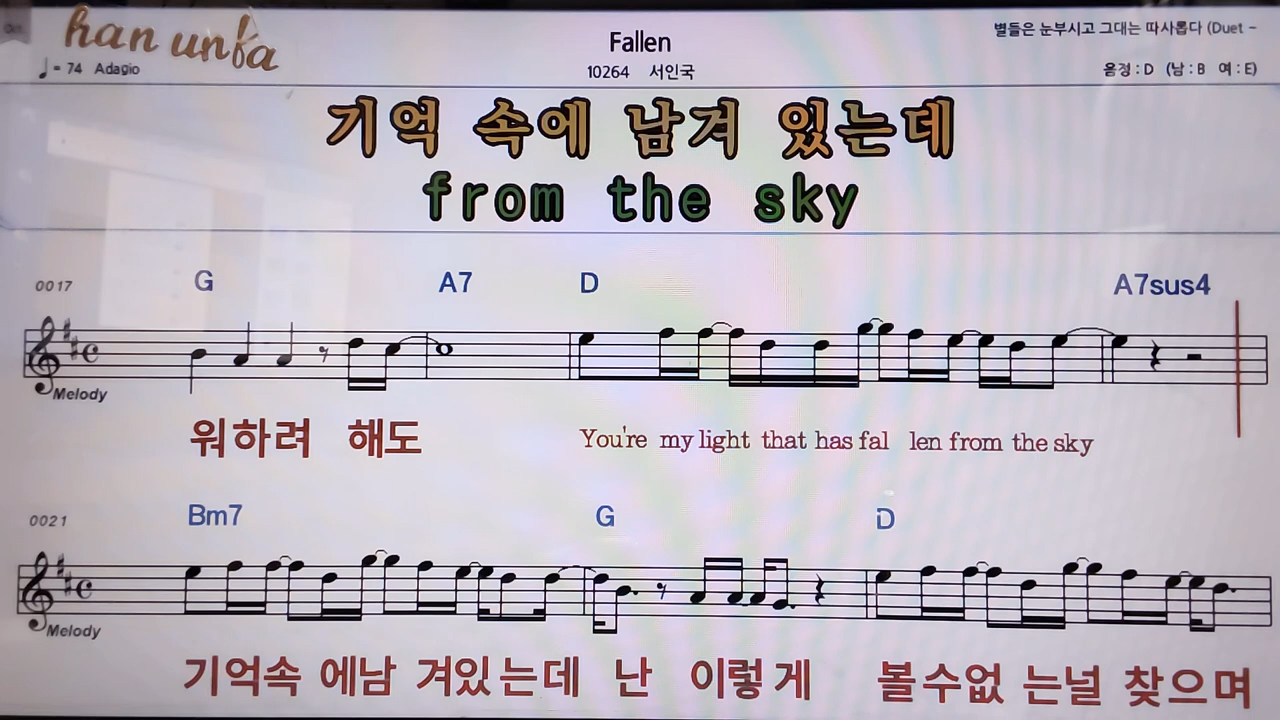 han unfa
Fallen
별들은 눈부시고 그대는 따사롭다 (Duet -
♩= 74 Adagio
10264 서인국
음정 : D (남 : B 여 : E)
기억 속에 남겨 있는데
from the sky
0017 G A7 D A7sus4
Melody
워하려 해도 You're my light that has fal len from the sky
0021 Bm7 G D
Melody
기억속 에남 겨있는데 난 이렇게 볼수없 는널 찾으며